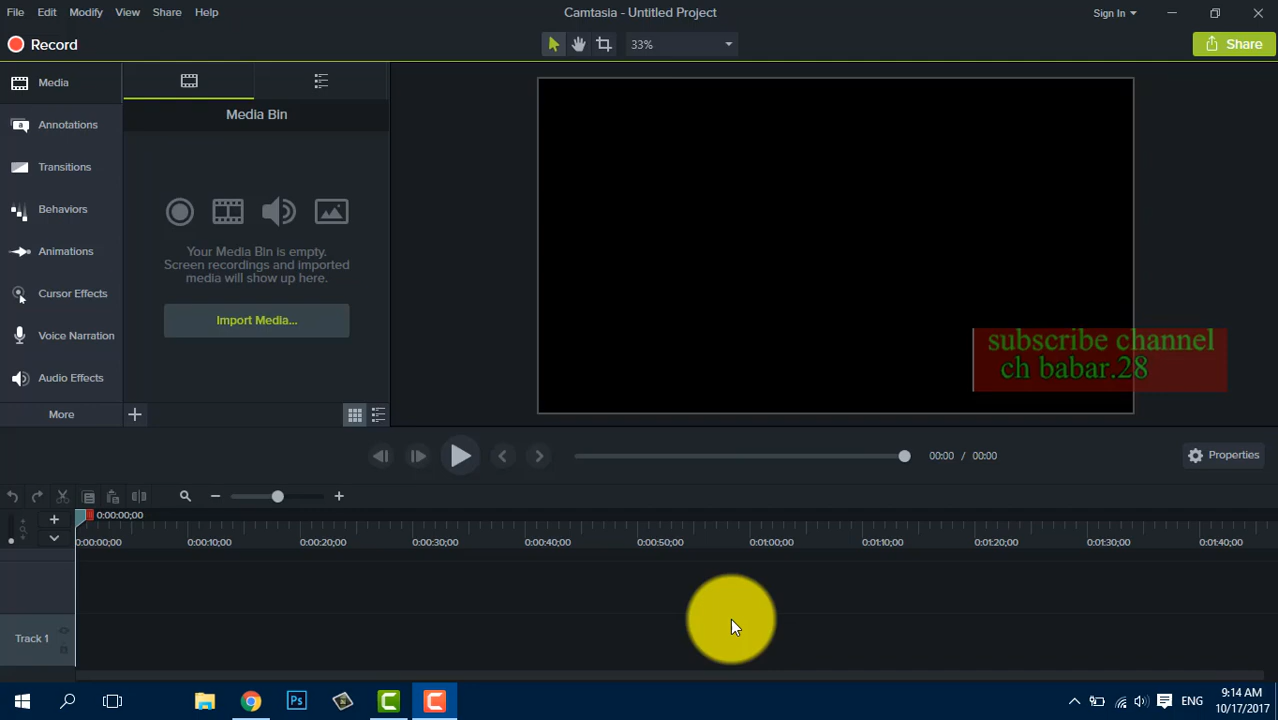 File Edit Modify View Share Help
Camtasia - Untitled Project
Sign In
Record
33%
Share
Media
Annotations
Transitions
Behaviors
Animations
Cursor Effects
Voice Narration
Audio Effects
More
Media Bin
Your Media Bin is empty.
Screen recordings and imported
media will show up here.
Import Media...
subscribe channel
ch babar.28
00:00 / 00:00
Properties
0:00:00;00
0:00:00;00 0:00:10;00 0:00:20;00 0:00:30;00 0:00:40;00 0:00:50;00 0:01:00;00 0:01:10;00 0:01:20;00 0:01:30;00 0:01:40;00
Track 1
Ps
ENG
9:14 AM
10/17/2017